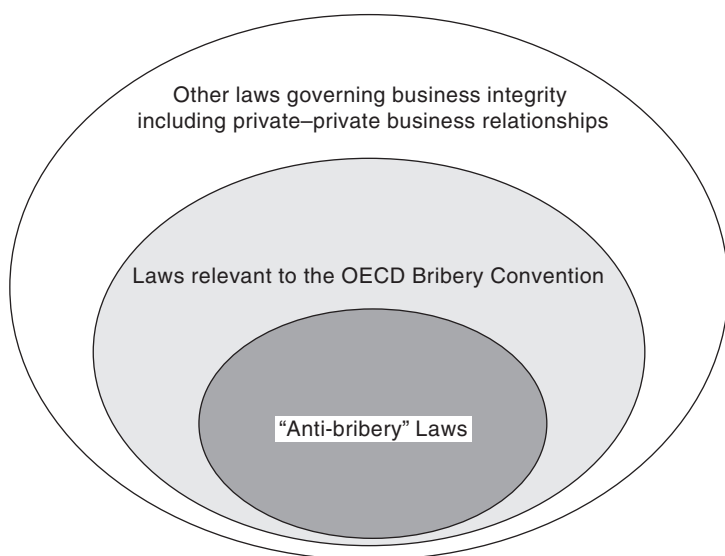 Other laws governing business integrity
including private–private business relationships
Laws relevant to the OECD Bribery Convention
“Anti-bribery” Laws